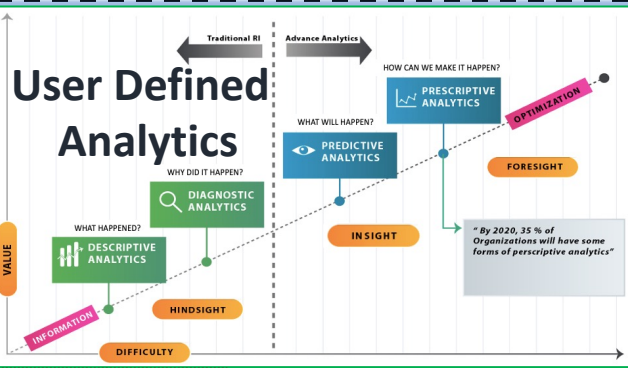 Traditional RI
Advance Analytics
User Defined
Analytics
HOW CAN WE MAKE IT HAPPEN?
PRESCRIPTIVE
ANALYTICS
OPTIMIZATION
WHAT WILL HAPPEN?
PREDICTIVE
ANALYTICS
FORESIGHT
WHY DID IT HAPPEN?
DIAGNOSTIC
ANALYTICS
INSIGHT
" By 2020, 35 % of
Organizations will have some
forms of perscriptive analytics"
WHAT HAPPENED?
DESCRIPTIVE
ANALYTICS
VALUE
HINDSIGHT
INFORMATION
DIFFICULTY